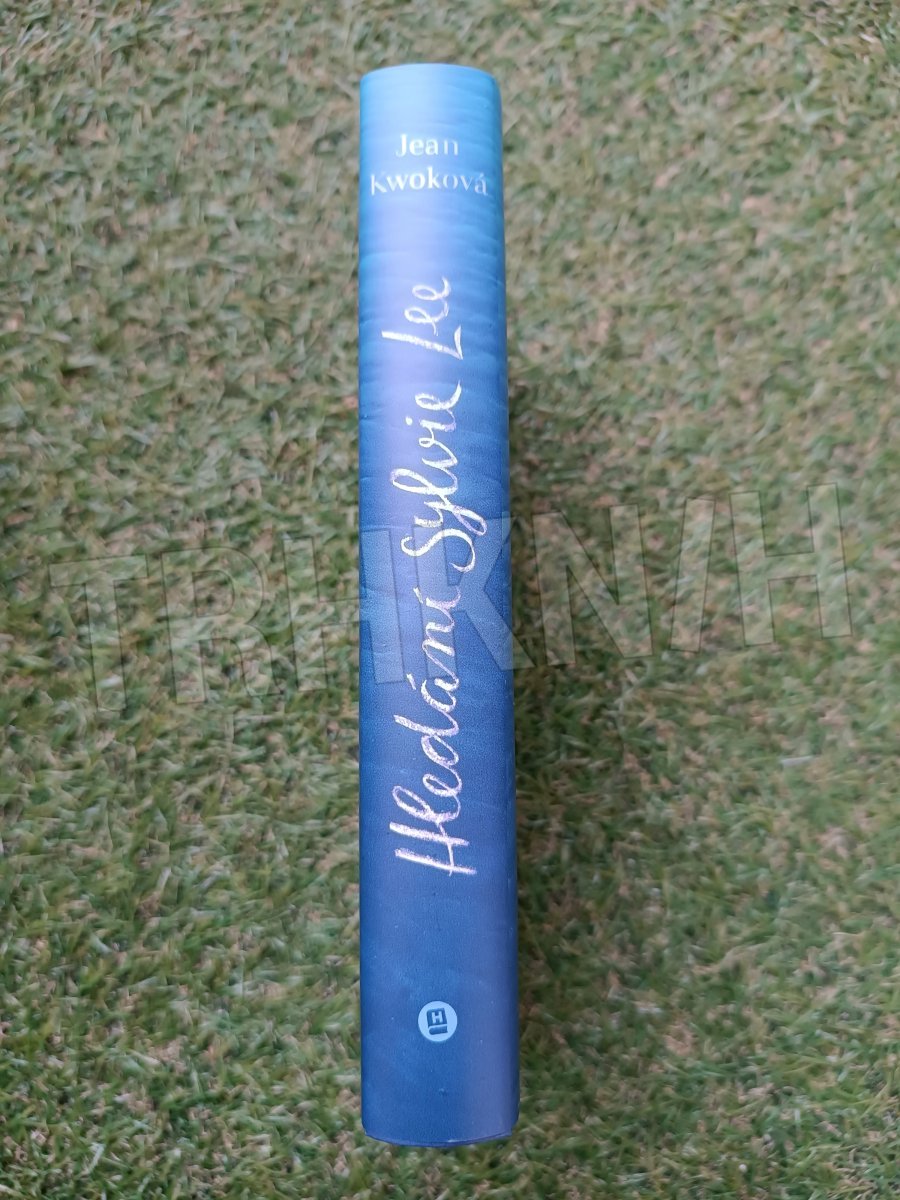 Jean
Kwoková
Hledání Sylvie Lee
H
TRHKNIH